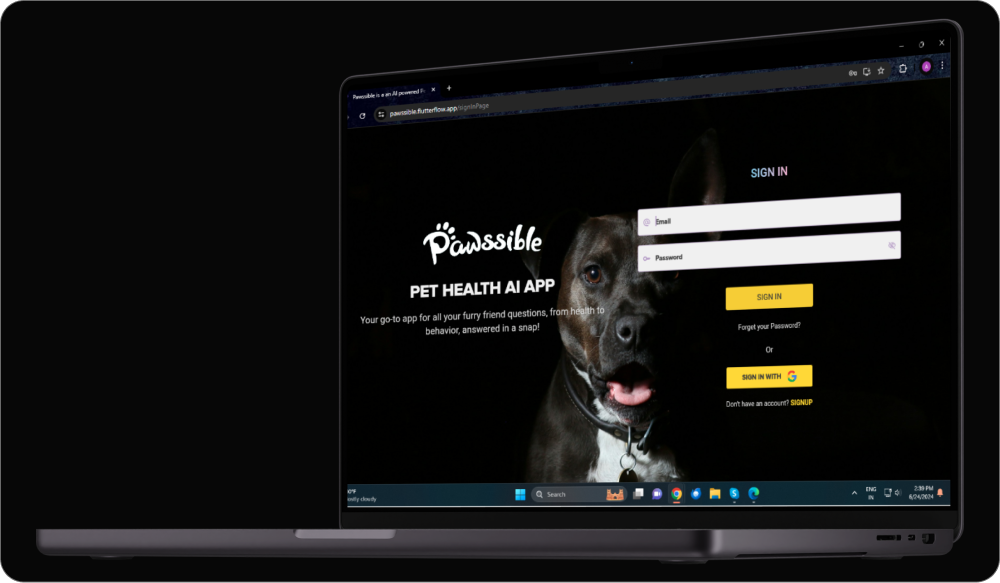 Pawssible is a an AI powered
pawssible.flutterflow.app/signInPage
SIGN IN
Email
Password
Pawssible
PET HEALTH AI APP
Your go-to app for all your furry friend questions, from health to
behavior, answered in a snap!
SIGN IN
Forget your Password?
Or
SIGN IN WITH
Don't have an account? SIGNUP
Search
ENG
IN
2:39 PM
6/24/2024